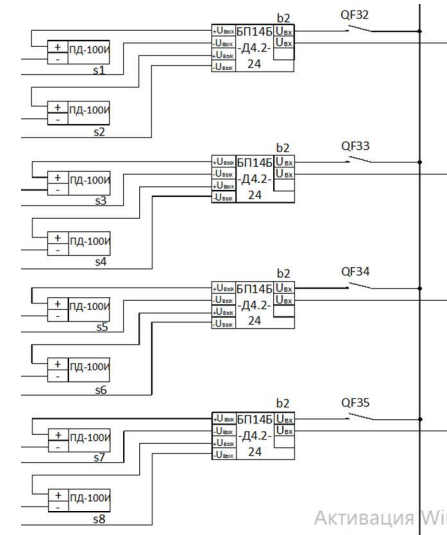 b2 QF32
+Uвых БП14Б Uвх
+ ПД-100И -Uвых -Д4.2- Uвх
- +Uвых 24
s1 -Uвых
+ ПД-100И
-
s2
b2 QF33
+Uвых БП14Б Uвх
+ ПД-100И -Uвых -Д4.2- Uвх
- +Uвых 24
s3 -Uвых
+ ПД-100И
-
s4
b2 QF34
+Uвых БП14Б Uвх
+ ПД-100И -Uвых -Д4.2- Uвх
- +Uвых 24
s5 -Uвых
+ ПД-100И
-
s6
b2 QF35
+Uвых БП14Б Uвх
+ ПД-100И -Uвых -Д4.2- Uвх
- +Uвых 24
s7 -Uвых
+ ПД-100И
-
s8
Активация Wi